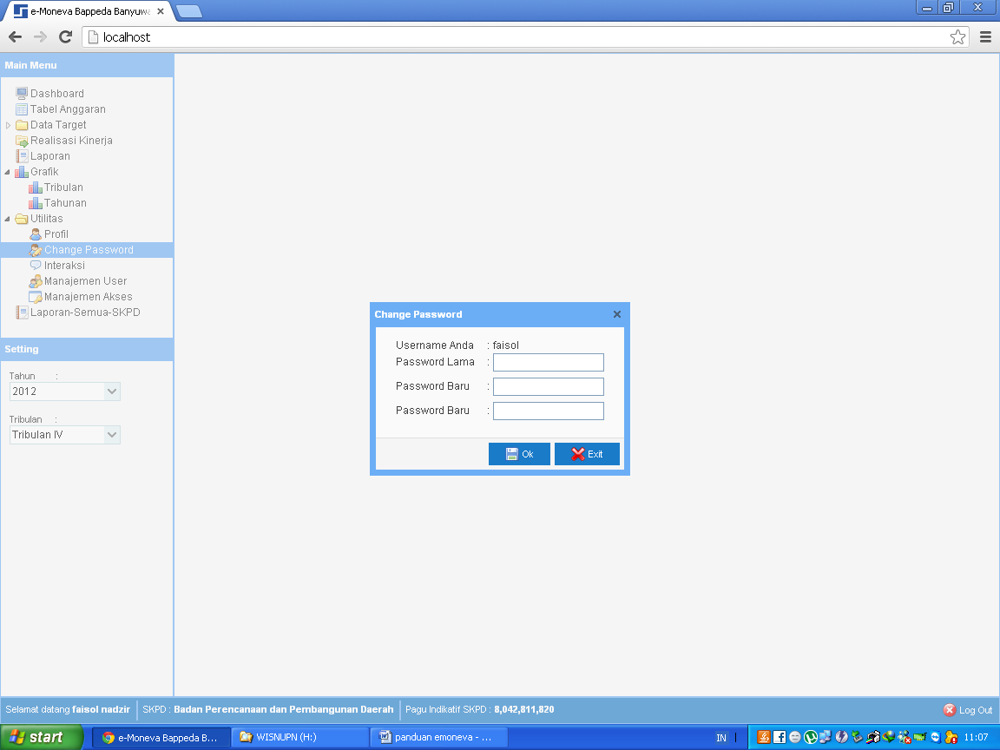 e-Moneva Bappeda Banyuwa
localhost
Main Menu
Dashboard
Tabel Anggaran
Data Target
Realisasi Kinerja
Laporan
Grafik
Tribulan
Tahunan
Utilitas
Profil
Change Password
Interaksi
Manajemen User
Manajemen Akses
Laporan-Semua-SKPD
Setting
Tahun :
2012
Tribulan :
Tribulan IV
Change Password
Username Anda : faisol
Password Lama :
Password Baru :
Password Baru :
Ok Exit
Selamat datang faisol nadzir SKPD : Badan Perencanaan dan Pembangunan Daerah Pagu Indikatif SKPD : 8,042,811,820 Log Out
start e-Moneva Bappeda B... WISNUPN (H:) panduan emoneva - ... IN 11:07